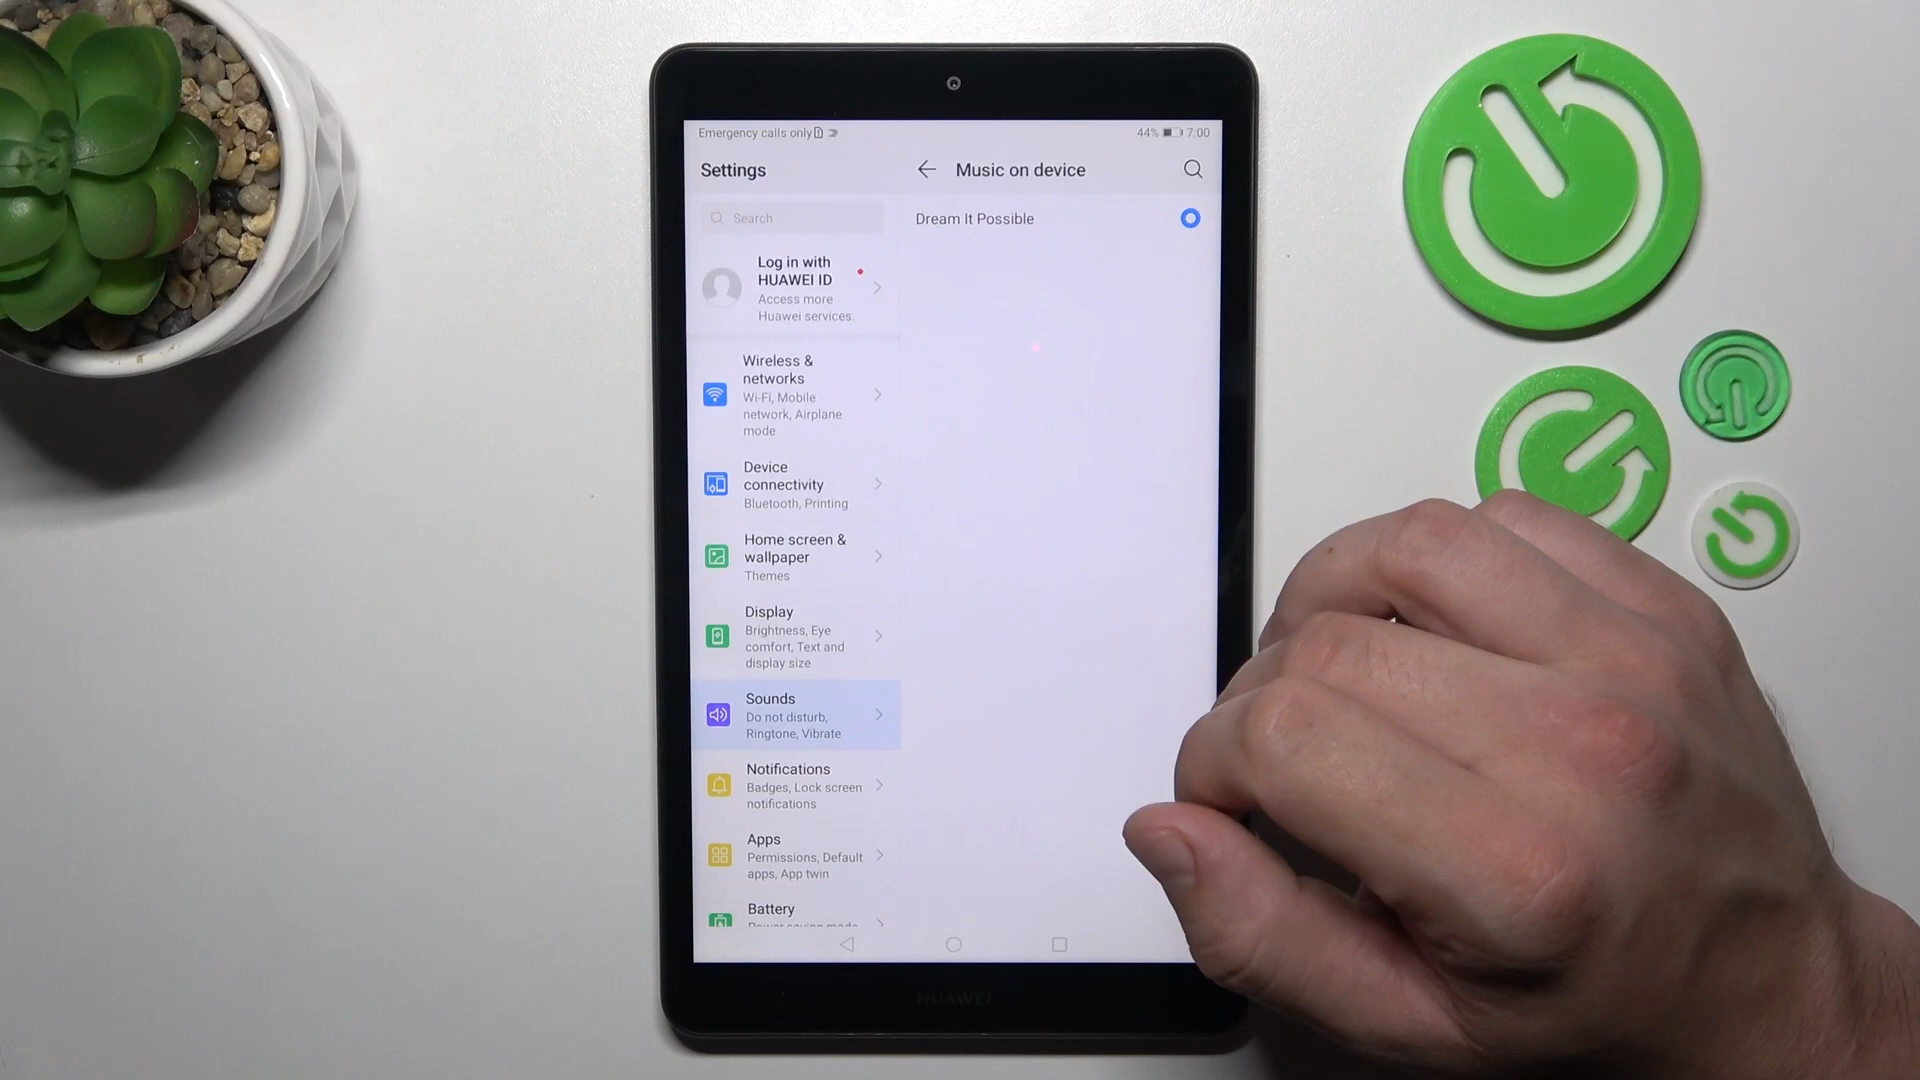 Emergency calls only
44% 7:00
Settings
Music on device
Search
Dream It Possible
Log in with
HUAWEI ID
Access more
Huawei services.
Wireless &
networks
Wi-Fi, Mobile
network, Airplane
mode
Device
connectivity
Bluetooth, Printing
Home screen &
wallpaper
Themes
Display
Brightness, Eye
comfort, Text and
display size
Sounds
Do not disturb,
Ringtone, Vibrate
Notifications
Badges, Lock screen
notifications
Apps
Permissions, Default
apps, App twin
Battery
Power saving mode
HUAWEI